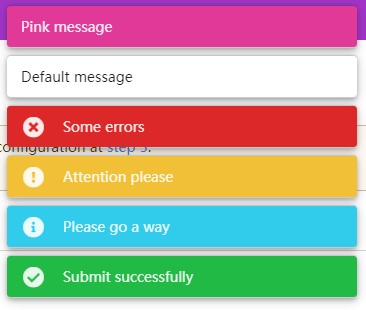 Pink message
Default message
Some errors
configuration at step 3.
Attention please
Please go a way
Submit successfully